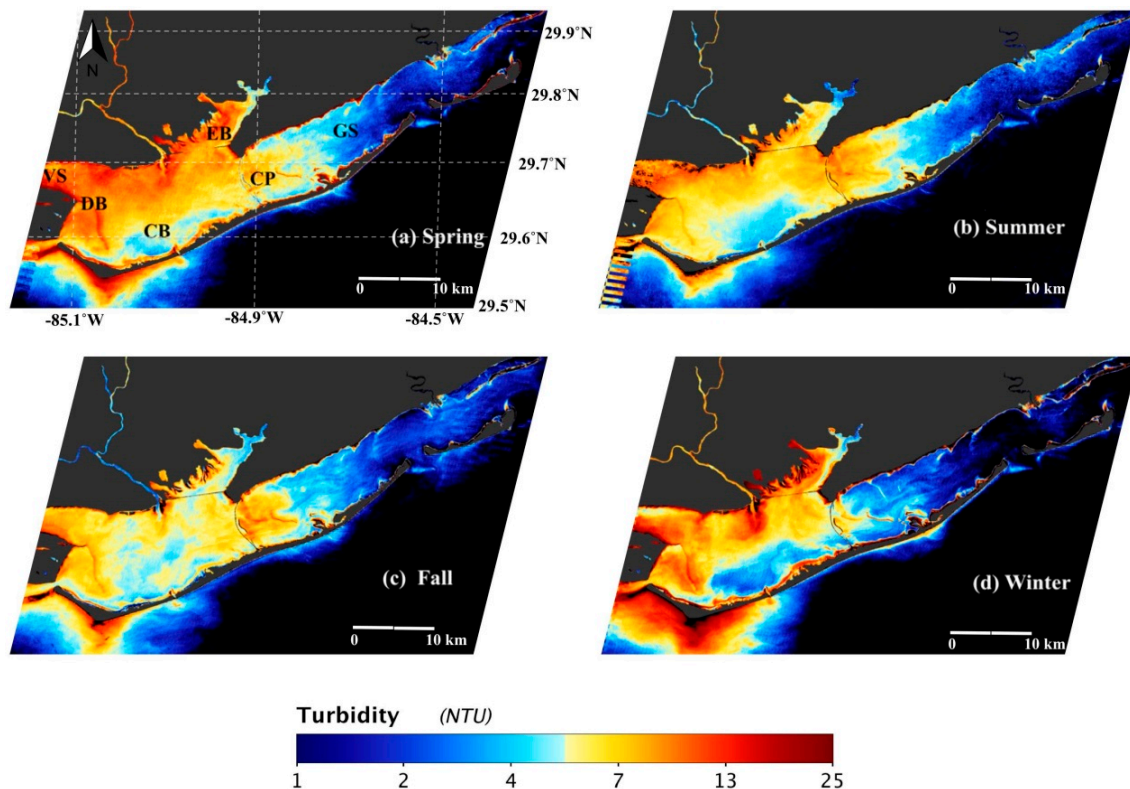 N
29.9°N
29.8°N
EB
GS
29.7°N
VS
CP
DB
CB
(a) Spring
29.6°N
0 10 km
29.5°N
-85.1°W -84.9°W -84.5°W
(b) Summer
0 10 km
(c) Fall
0 10 km
(d) Winter
0 10 km
Turbidity (NTU)
1 2 4 7 13 25